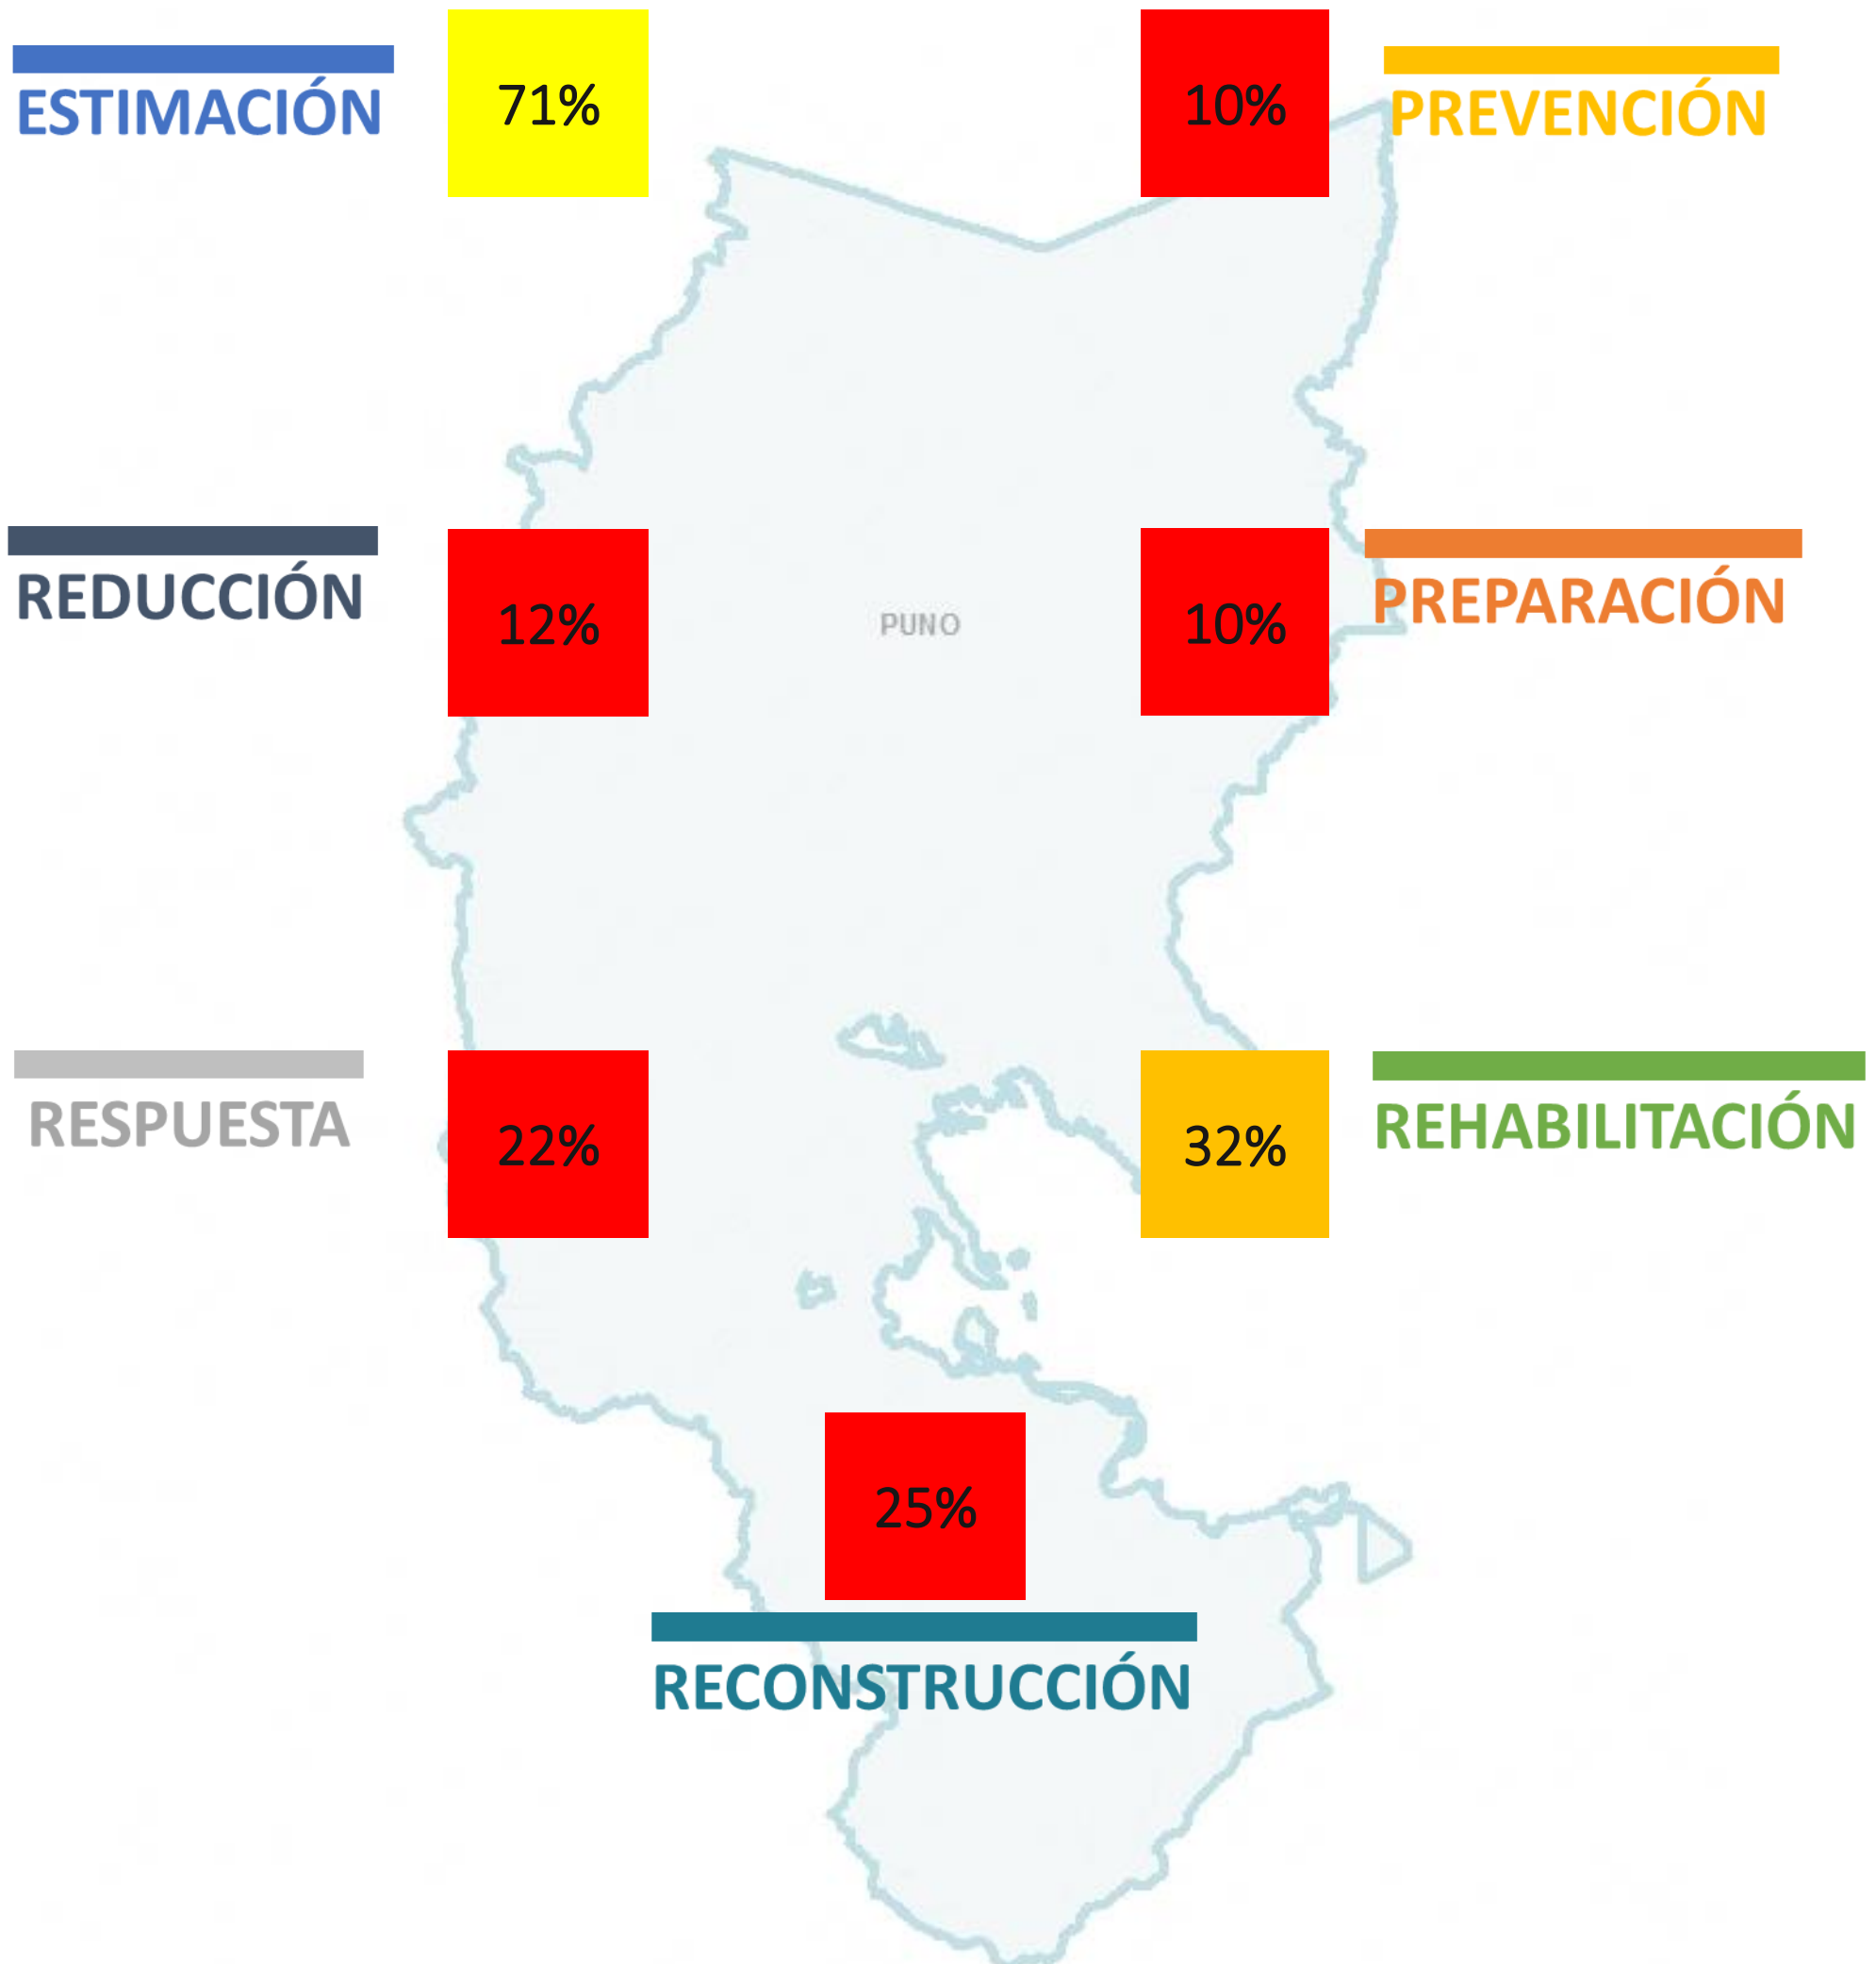 ESTIMACIÓN
71%
10%
PREVENCIÓN
REDUCCIÓN
12%
PUNO
10%
PREPARACIÓN
RESPUESTA
22%
32%
REHABILITACIÓN
25%
RECONSTRUCCIÓN